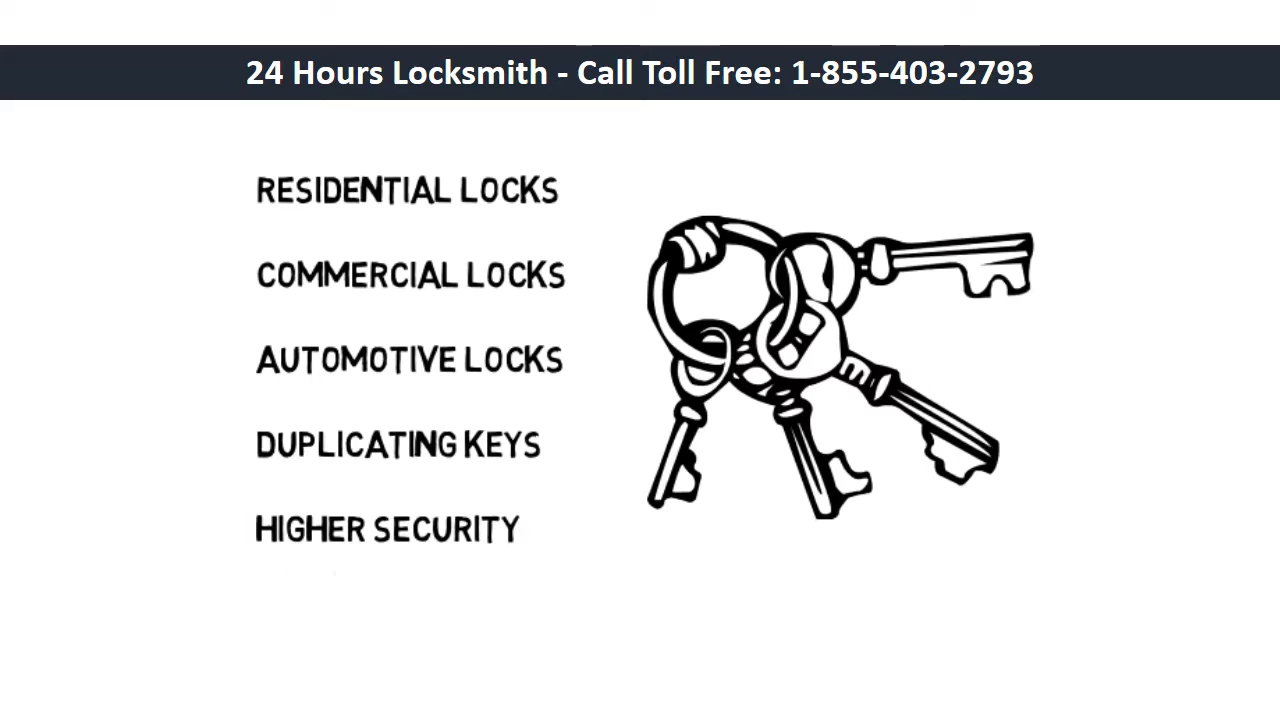 24 Hours Locksmith - Call Toll Free: 1-855-403-2793
RESIDENTIAL LOCKS
COMMERCIAL LOCKS
AUTOMOTIVE LOCKS
DUPLICATING KEYS
HIGHER SECURITY